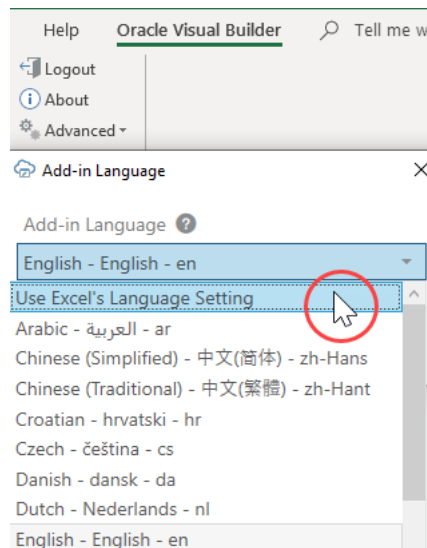 Help Oracle Visual Builder Tell me w
Logout
About
Advanced
Add-in Language
Add-in Language ?
English - English - en
Use Excel's Language Setting
Arabic - العربية - ar
Chinese (Simplified) - 中文(简体) - zh-Hans
Chinese (Traditional) - 中文(繁體) - zh-Hant
Croatian - hrvatski - hr
Czech - čeština - cs
Danish - dansk - da
Dutch - Nederlands - nl
English - English - en